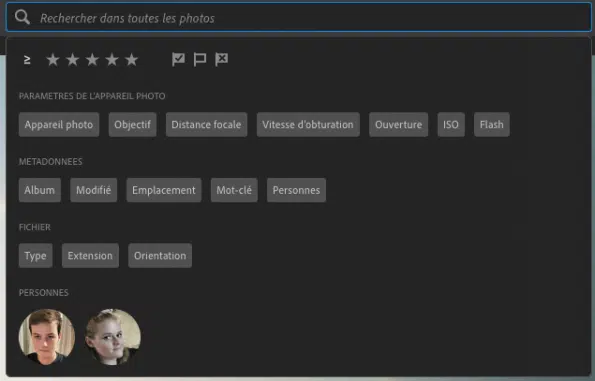 Rechercher dans toutes les photos
≥
PARAMETRES DE L'APPAREIL PHOTO
Appareil photo Objectif Distance focale Vitesse d'obturation Ouverture ISO Flash
METADONNEES
Album Modifié Emplacement Mot-clé Personnes
FICHIER
Type Extension Orientation
PERSONNES